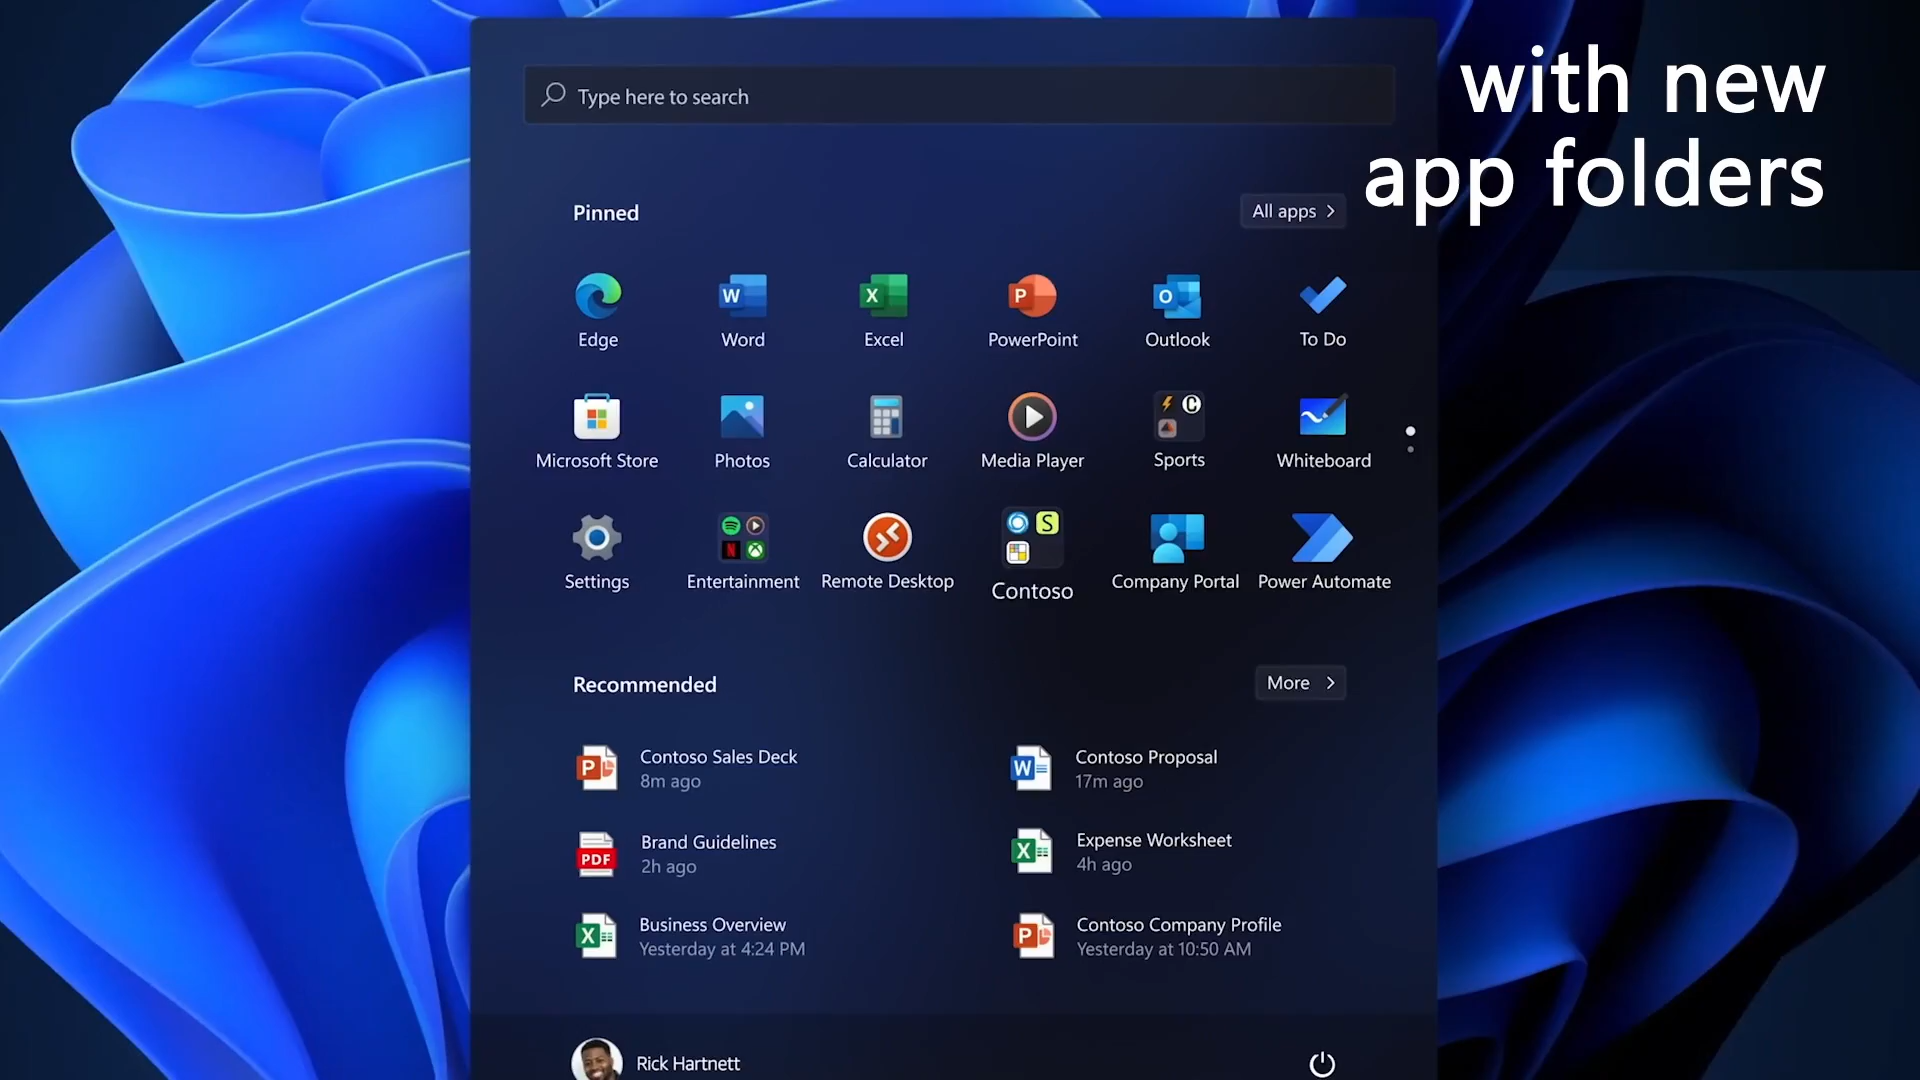 with new
app folders
Type here to search
Pinned
All apps
Edge
Word
Excel
PowerPoint
Outlook
To Do
Microsoft Store
Photos
Calculator
Media Player
Sports
Whiteboard
Settings
Entertainment
Remote Desktop
Contoso
Company Portal
Power Automate
Recommended
More
Contoso Sales Deck
8m ago
Contoso Proposal
17m ago
PDF
Brand Guidelines
2h ago
Expense Worksheet
4h ago
Business Overview
Yesterday at 4:24 PM
Contoso Company Profile
Yesterday at 10:50 AM
Rick Hartnett